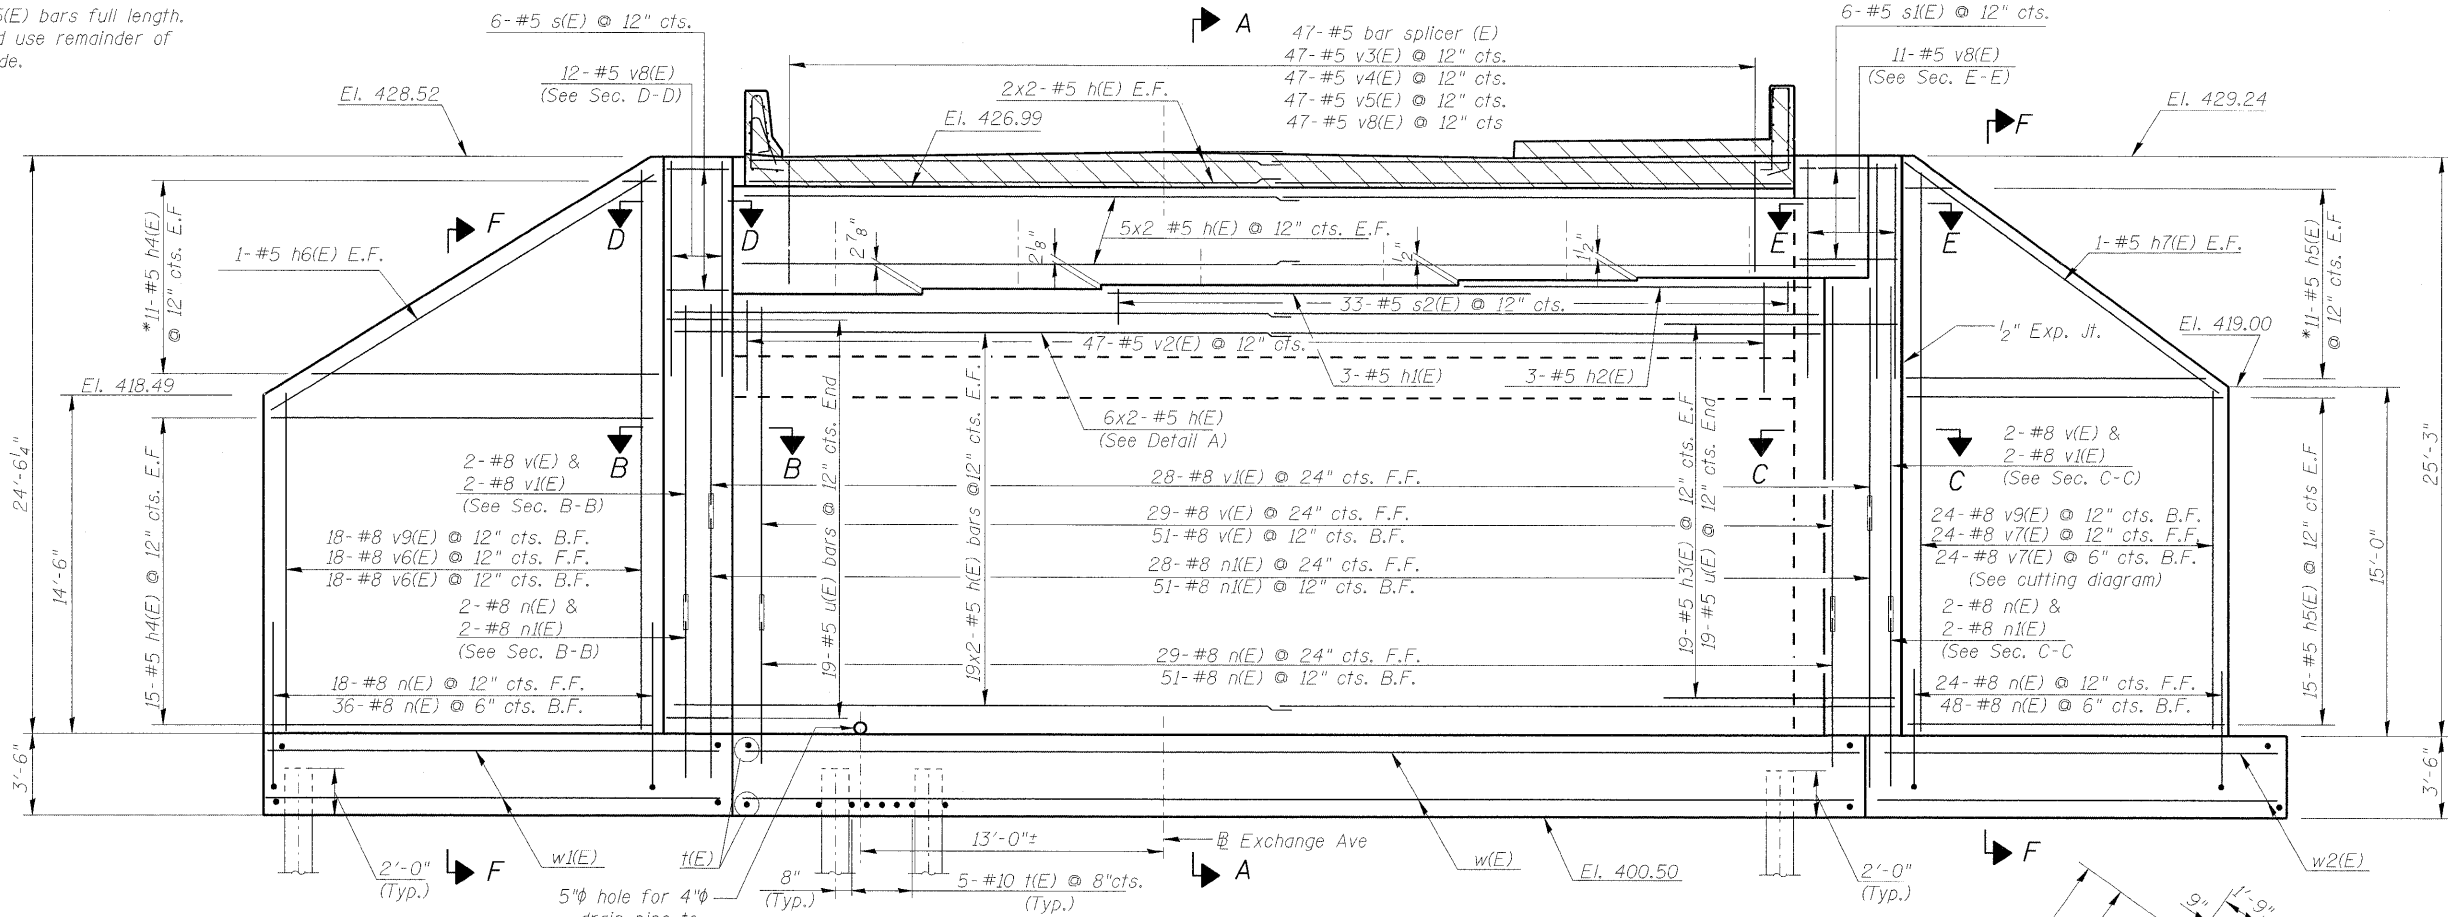 5(E) bars full length.
d use remainder of
de.
6-#5 s(E) @ 12" cts.
12-#5 v8(E)
(See Sec. D-D)
El. 428.52
El. 426.99
2x2-#5 h(E) E.F.
A
47-#5 bar splicer (E)
47-#5 v3(E) @ 12" cts.
47-#5 v4(E) @ 12" cts.
47-#5 v5(E) @ 12" cts.
47-#5 v8(E) @ 12" cts
6-#5 s1(E) @ 12" cts.
11-#5 v8(E)
(See Sec. E-E)
El. 429.24
F
*11-#5 h4(E)
@ 12" cts. E.F
F
1-#5 h6(E) E.F.
D
D
2 7/8"
2 1/8"
5x2 #5 h(E) @ 12" cts. E.F.
1/2"
1 1/2"
E
E
1-#5 h7(E) E.F.
*11-#5 h5(E)
@ 12" cts. E.F
33-#5 s2(E) @ 12" cts.
47-#5 v2(E) @ 12" cts.
1/2" Exp. Jt.
El. 419.00
El. 418.49
3-#5 h1(E)
3-#5 h2(E)
6x2-#5 h(E)
(See Detail A)
24'-6 1/4"
14'-6"
15-#5 h4(E) @ 12" cts. E.F
B
B
2-#8 v(E) &
2-#8 v1(E)
(See Sec. B-B)
18-#8 v9(E) @ 12" cts. B.F.
18-#8 v6(E) @ 12" cts. F.F.
18-#8 v6(E) @ 12" cts. B.F.
2-#8 n(E) &
2-#8 n1(E)
(See Sec. B-B)
18-#8 n(E) @ 12" cts. F.F.
36-#8 n(E) @ 6" cts. B.F.
19-#5 u(E) bars @ 12" cts. End
19x2-#5 h(E) bars @12" cts. E.F.
28-#8 v1(E) @ 24" cts. F.F.
29-#8 v(E) @ 24" cts. F.F.
51-#8 v(E) @ 12" cts. B.F.
28-#8 n1(E) @ 24" cts. F.F.
51-#8 n1(E) @ 12" cts. B.F.
29-#8 n(E) @ 24" cts. F.F.
51-#8 n(E) @ 12" cts. B.F.
19-#5 h3(E) @ 12" cts. E.F
19-#5 u(E) @ 12" cts. End
C
C
2-#8 v(E) &
2-#8 v1(E)
(See Sec. C-C)
24-#8 v9(E) @ 12" cts. B.F.
24-#8 v7(E) @ 12" cts. F.F.
24-#8 v7(E) @ 6" cts. B.F.
(See cutting diagram)
2-#8 n(E) &
2-#8 n1(E)
(See Sec. C-C
24-#8 n(E) @ 12" cts. F.F.
48-#8 n(E) @ 6" cts. B.F.
15-#5 h5(E) @ 12" cts E.F
15'-0"
25'-3"
3'-6"
3'-6"
2'-0"
(Typ.)
F
w1(E)
t(E)
5"φ hole for 4"φ
drain pipe to
8"
(Typ.)
13'-0"±
5-#10 t(E) @ 8"cts.
(Typ.)
℄ Exchange Ave
A
w(E)
El. 400.50
2'-0"
(Typ.)
F
w2(E)
9"
1'-9"